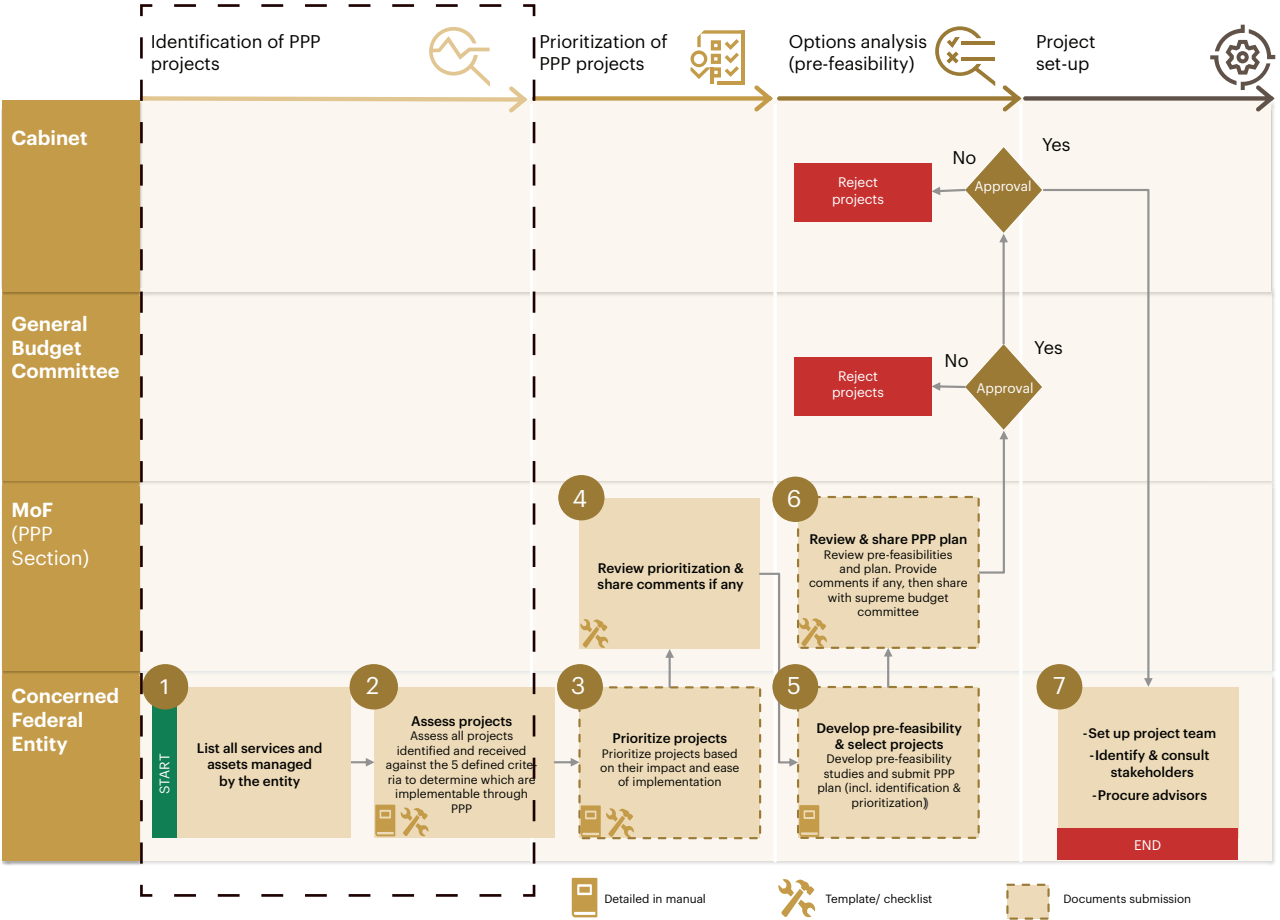 Identification of PPP
projects
Prioritization of
PPP projects
Options analysis
(pre-feasibility)
Project
set-up
Cabinet
No
Yes
Approval
Reject
projects
General
Budget
Committee
No
Yes
Approval
Reject
projects
MoF
(PPP
Section)
4
Review prioritization &
share comments if any
6
Review & share PPP plan
Review pre-feasibilities
and plan. Provide
comments if any, then share
with supreme budget
committee
Concerned
Federal
Entity
1
START
List all services and
assets managed
by the entity
2
Assess projects
Assess all projects
identified and received
against the 5 defined crite-
ria to determine which are
implementable through
PPP
3
Prioritize projects
Prioritize projects based
on their impact and ease
of implementation
5
Develop pre-feasibility
& select projects
Develop pre-feasibility
studies and submit PPP
plan (incl. identification &
prioritization))
7
-Set up project team
-Identify & consult
stakeholders
-Procure advisors
END
Detailed in manual
Template/ checklist
Documents submission